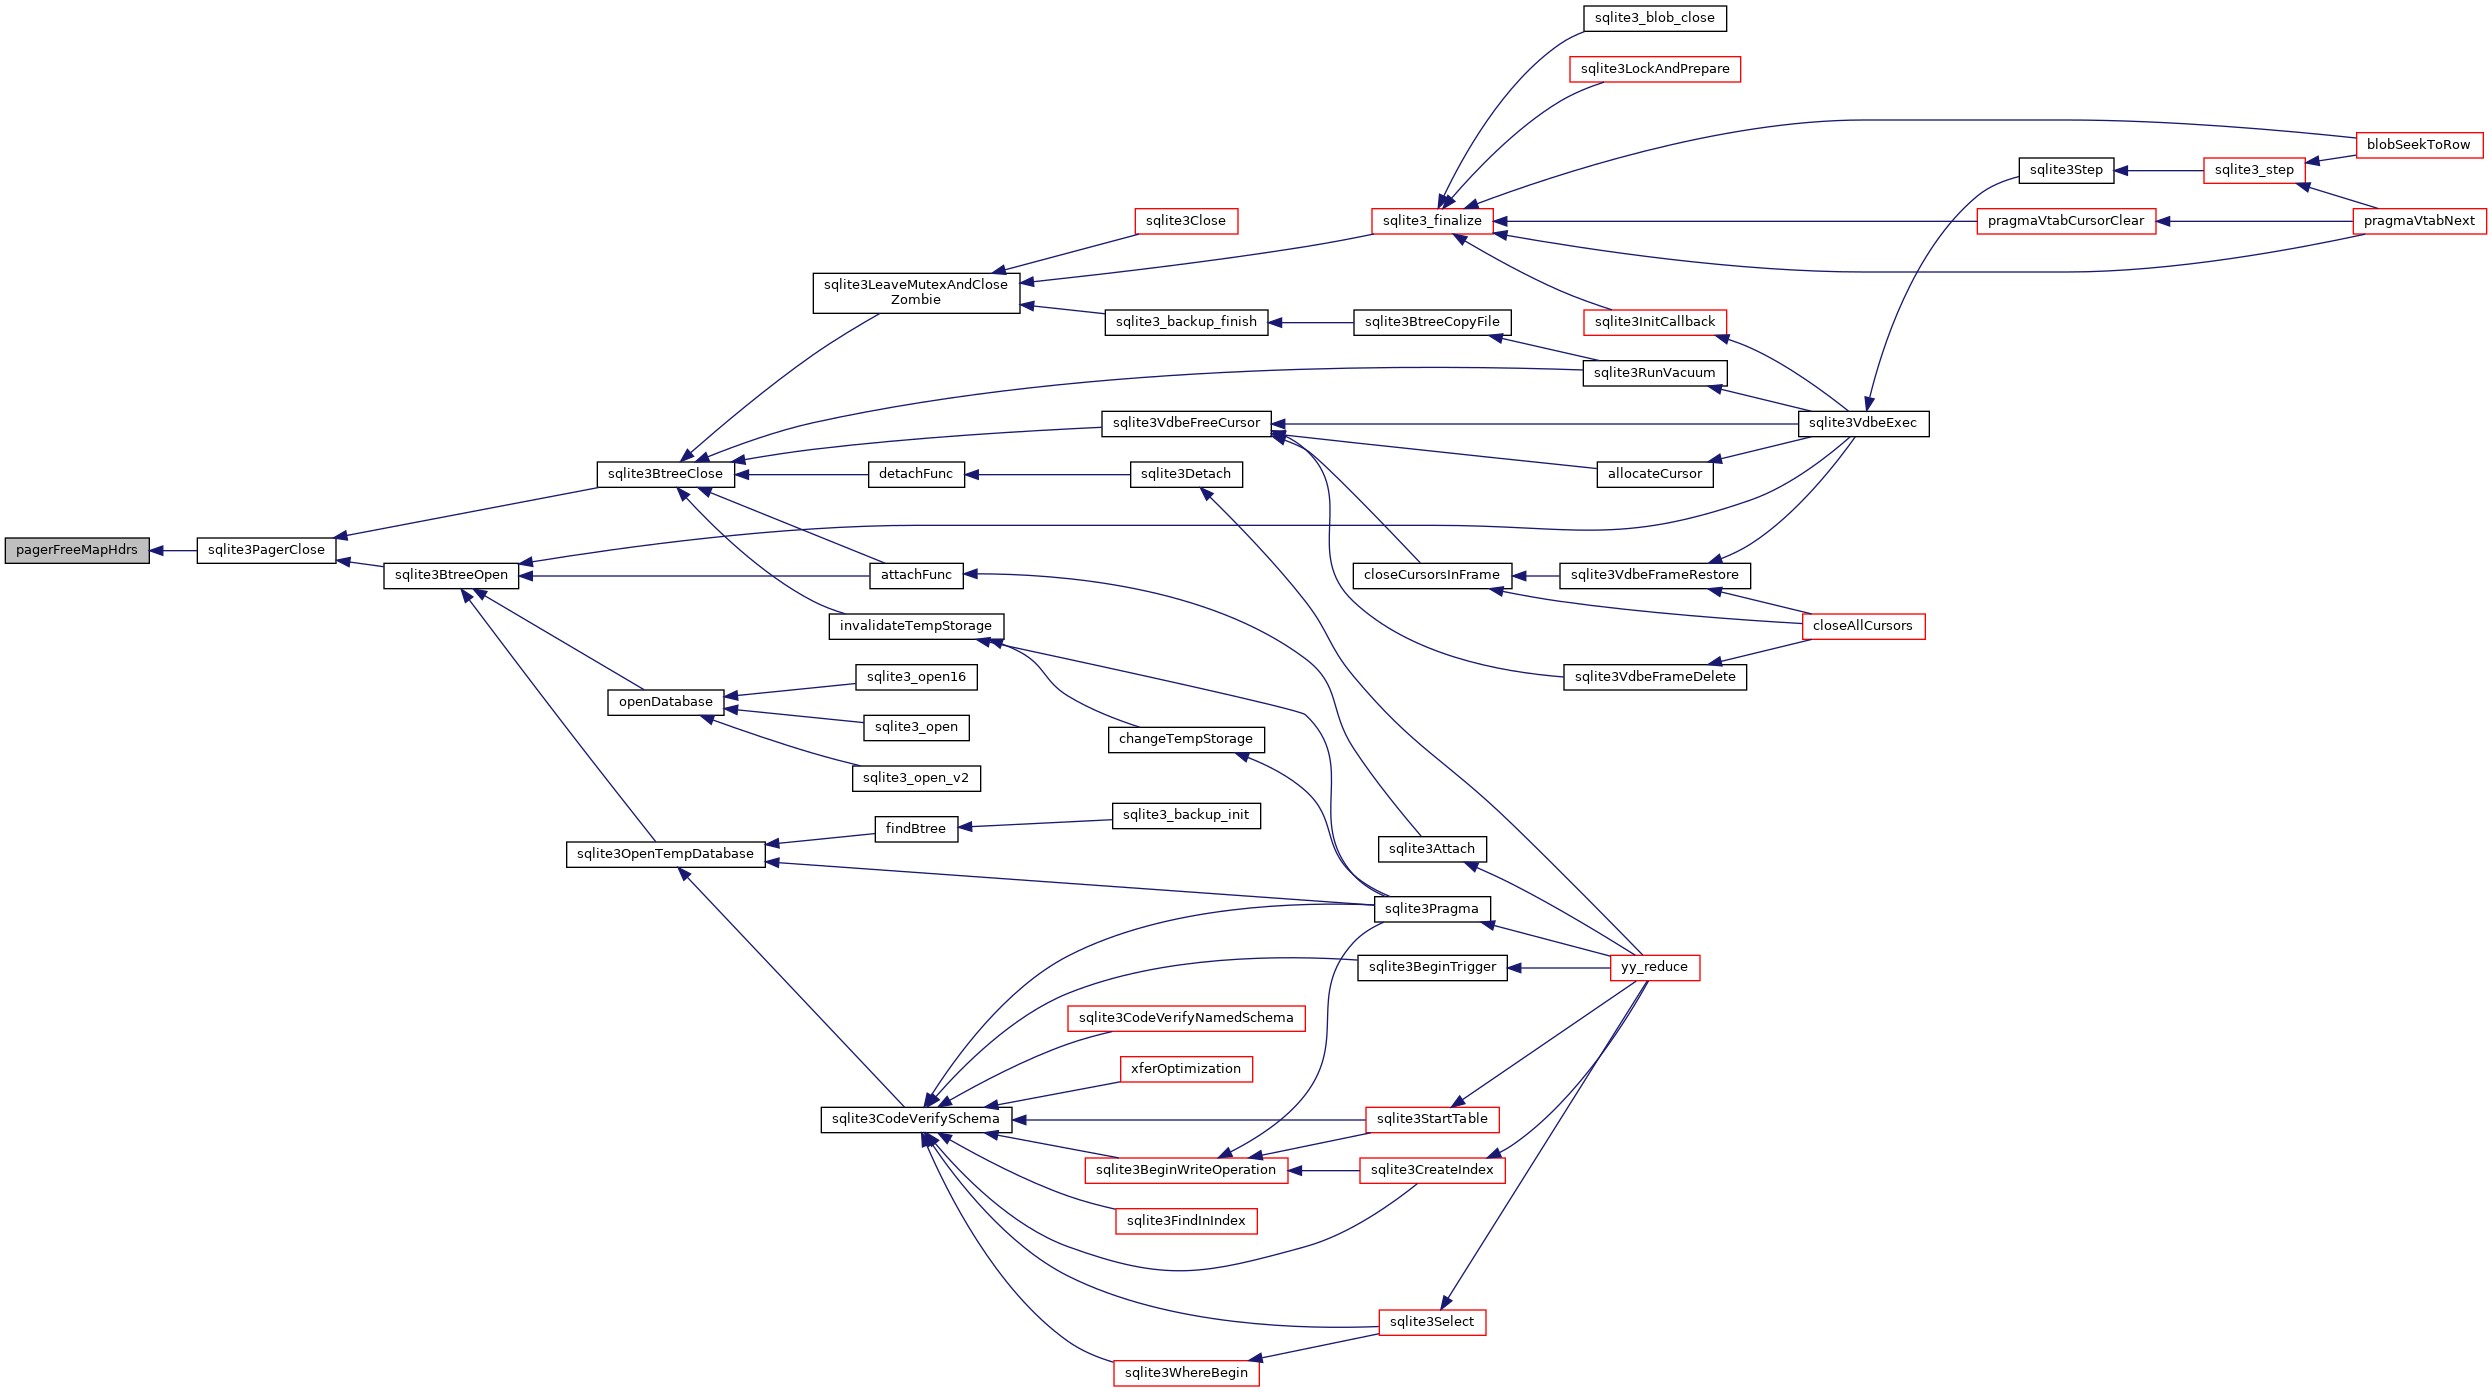 sqlite3_blob_close
sqlite3LockAndPrepare
blobSeekToRow
sqlite3Step
sqlite3_step
sqlite3Close
sqlite3_finalize
pragmaVtabCursorClear
pragmaVtabNext
sqlite3LeaveMutexAndClose
Zombie
sqlite3_backup_finish
sqlite3BtreeCopyFile
sqlite3InitCallback
sqlite3RunVacuum
sqlite3VdbeFreeCursor
sqlite3VdbeExec
sqlite3BtreeClose
detachFunc
sqlite3Detach
allocateCursor
pagerFreeMapHdrs
sqlite3PagerClose
sqlite3BtreeOpen
attachFunc
closeCursorsInFrame
sqlite3VdbeFrameRestore
invalidateTempStorage
closeAllCursors
sqlite3_open16
sqlite3VdbeFrameDelete
openDatabase
sqlite3_open
changeTempStorage
sqlite3_open_v2
sqlite3_backup_init
findBtree
sqlite3OpenTempDatabase
sqlite3Attach
sqlite3Pragma
sqlite3BeginTrigger
yy_reduce
sqlite3CodeVerifyNamedSchema
xferOptimization
sqlite3CodeVerifySchema
sqlite3StartTable
sqlite3BeginWriteOperation
sqlite3CreateIndex
sqlite3FindInIndex
sqlite3Select
sqlite3WhereBegin